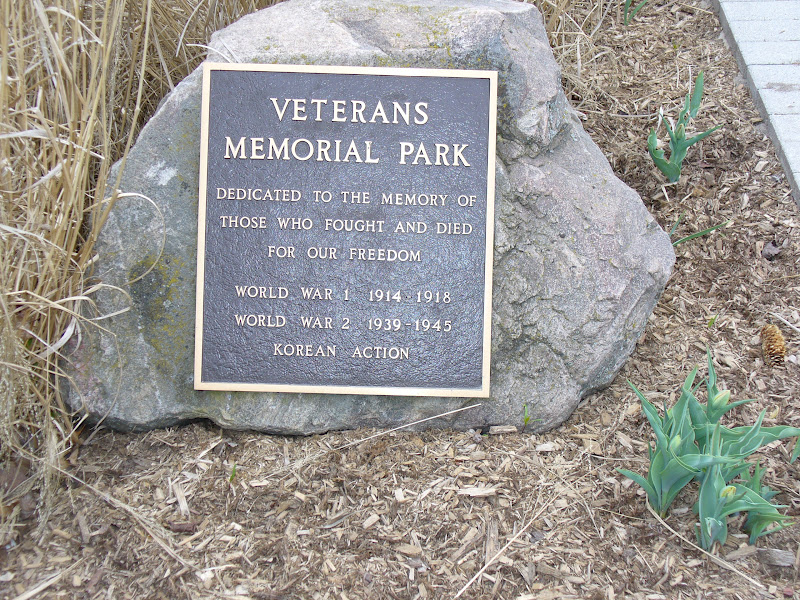 VETERANS
MEMORIAL PARK
DEDICATED TO THE MEMORY OF
THOSE WHO FOUGHT AND DIED
FOR OUR FREEDOM
WORLD WAR 1 1914-1918
WORLD WAR 2 1939-1945
KOREAN ACTION